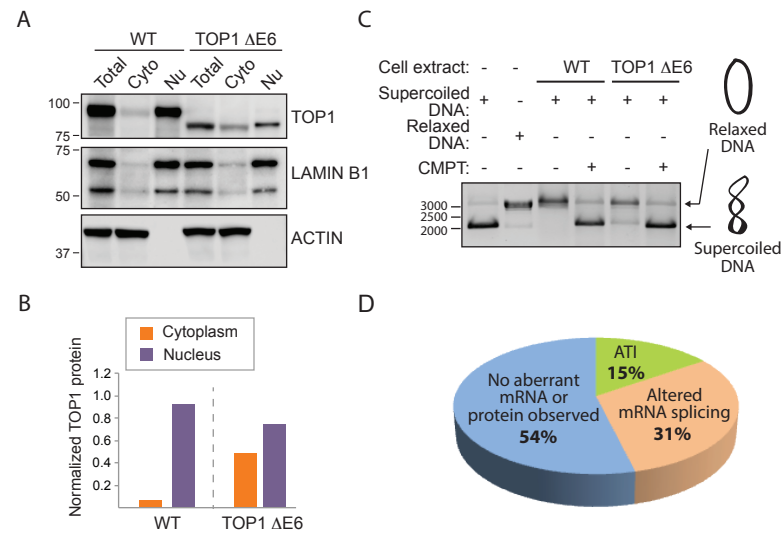 A
WT
TOP1 ΔE6
Total
Cyto
Nu
Total
Cyto
Nu
100
75
TOP1
75
50
LAMIN B1
37
ACTIN
B
Cytoplasm
Nucleus
Normalized TOP1 protein
1.2
1.0
0.8
0.6
0.4
0.2
WT
TOP1 ΔE6
C
Cell extract: - - WT TOP1 ΔE6
Supercoiled
DNA: + - + + + +
Relaxed
DNA: - + - - - -
CMPT: - - - + - +
3000
2500
2000
Relaxed
DNA
Supercoiled
DNA
D
ATI
15%
Altered
mRNA splicing
31%
No aberrant
mRNA or
protein observed
54%